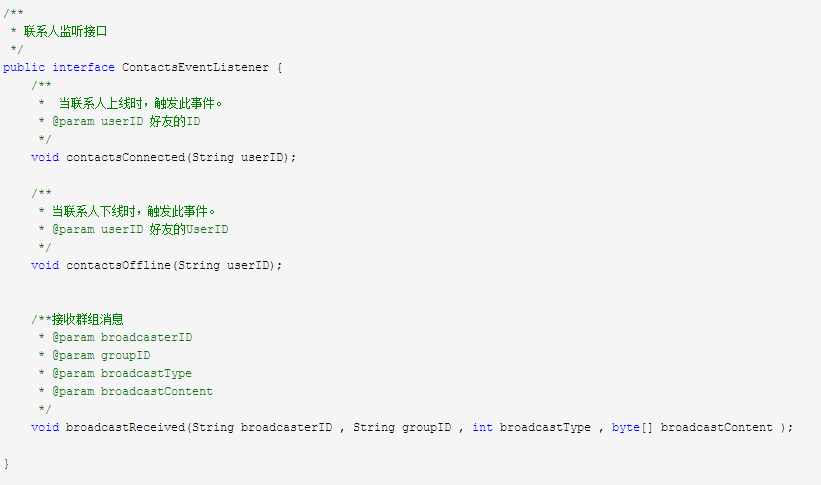 /**
 * 联系人监听接口
 */
public interface ContactsEventListener {
    /**
     *  当联系人上线时，触发此事件。
     * @param userID 好友的ID
     */
    void contactsConnected(String userID);

    /**
     * 当联系人下线时，触发此事件。
     * @param userID 好友的UserID
     */
    void contactsOffline(String userID);


    /**接收群组消息
     * @param broadcasterID
     * @param groupID
     * @param broadcastType
     * @param broadcastContent
     */
    void broadcastReceived(String broadcasterID , String groupID , int broadcastType , byte[] broadcastContent );

}